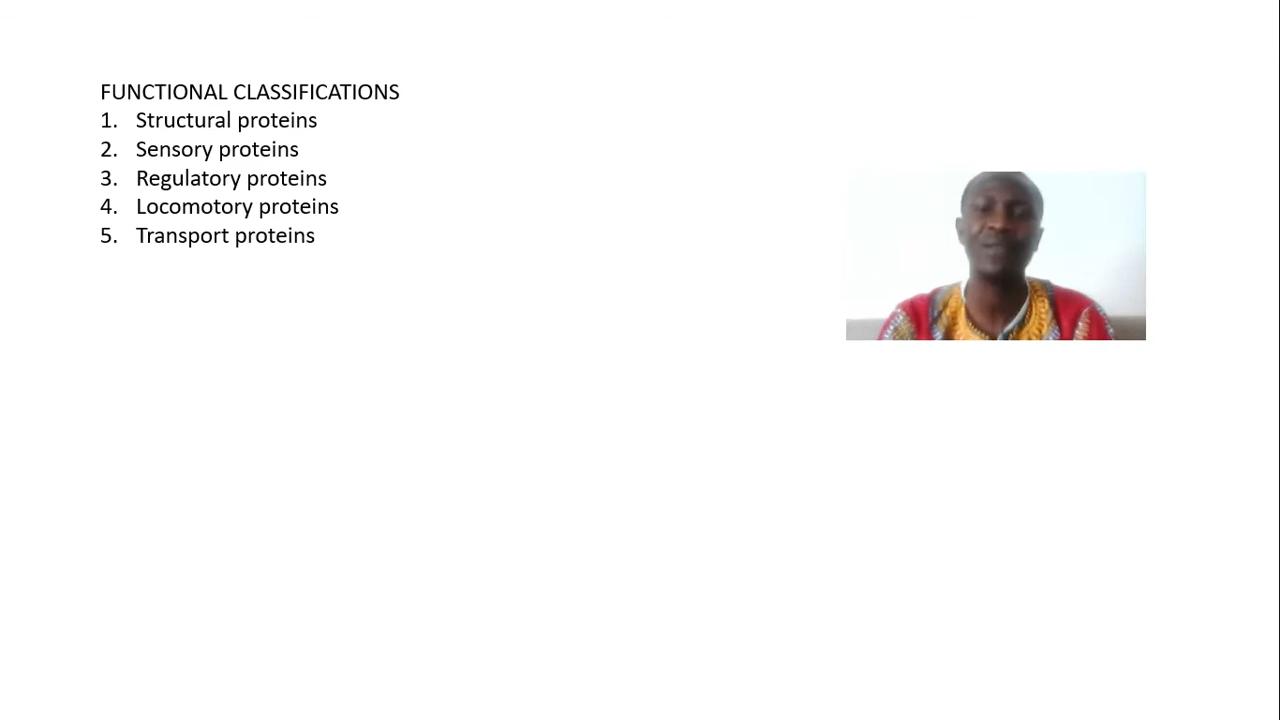 FUNCTIONAL CLASSIFICATIONS
1. Structural proteins
2. Sensory proteins
3. Regulatory proteins
4. Locomotory proteins
5. Transport proteins